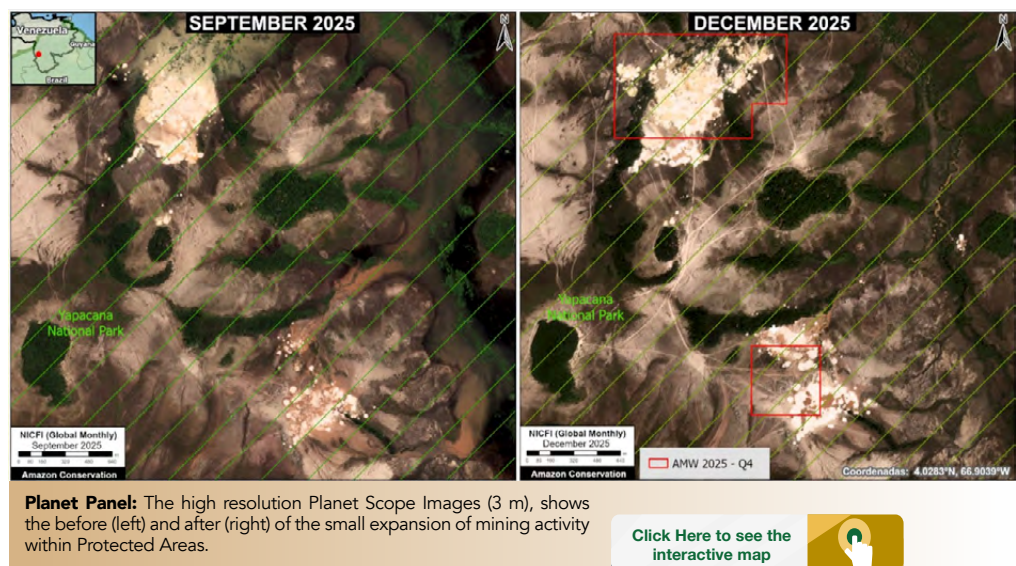 SEPTEMBER 2025
N
Venezuela
Guyana
Brazil
Yapacana
National Park
NICFI (Global Monthly)
September 2025
Amazon Conservation
DECEMBER 2025
N
Yapacana
National Park
NICFI (Global Monthly)
December 2025
Amazon Conservation
AMW 2025 - Q4
Coordenadas: 4.0283°N, 66.9039°W
Planet Panel: The high resolution Planet Scope Images (3 m), shows
the before (left) and after (right) of the small expansion of mining activity
within Protected Areas.
Click Here to see the
interactive map